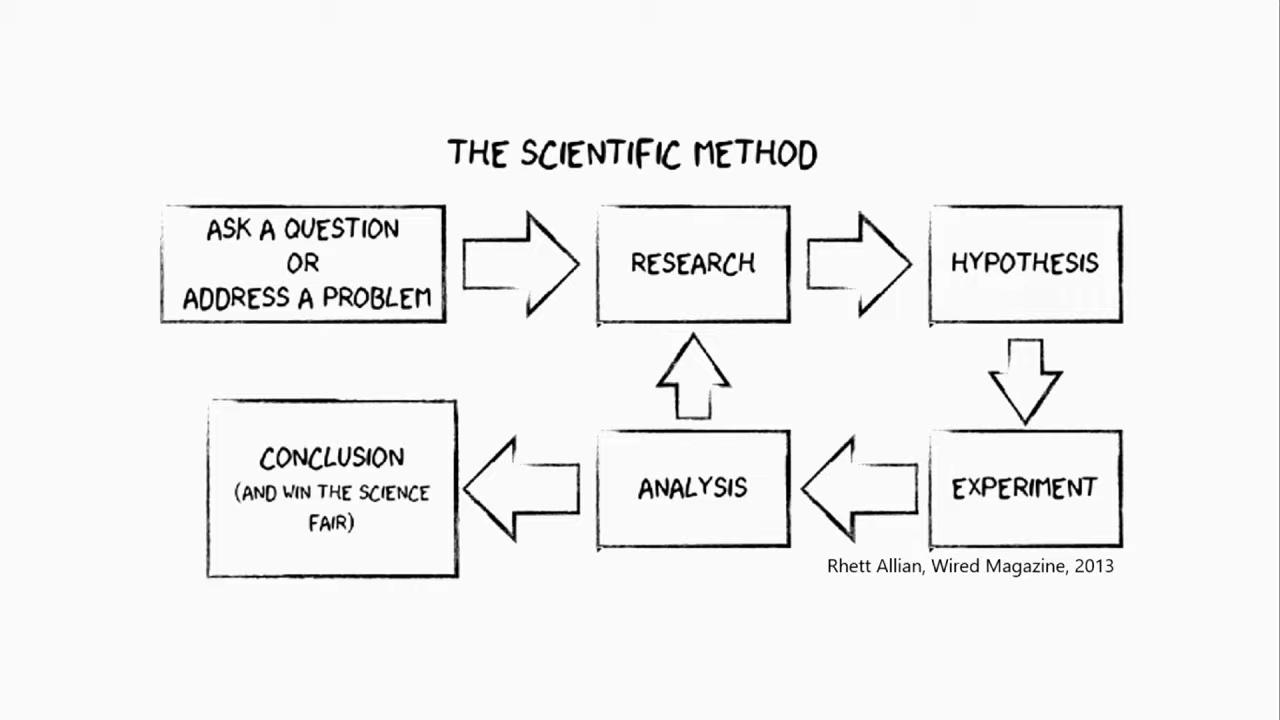 THE SCIENTIFIC METHOD
ASK A QUESTION
OR
ADDRESS A PROBLEM
RESEARCH
HYPOTHESIS
CONCLUSION
(AND WIN THE SCIENCE
FAIR)
ANALYSIS
EXPERIMENT
Rhett Allian, Wired Magazine, 2013